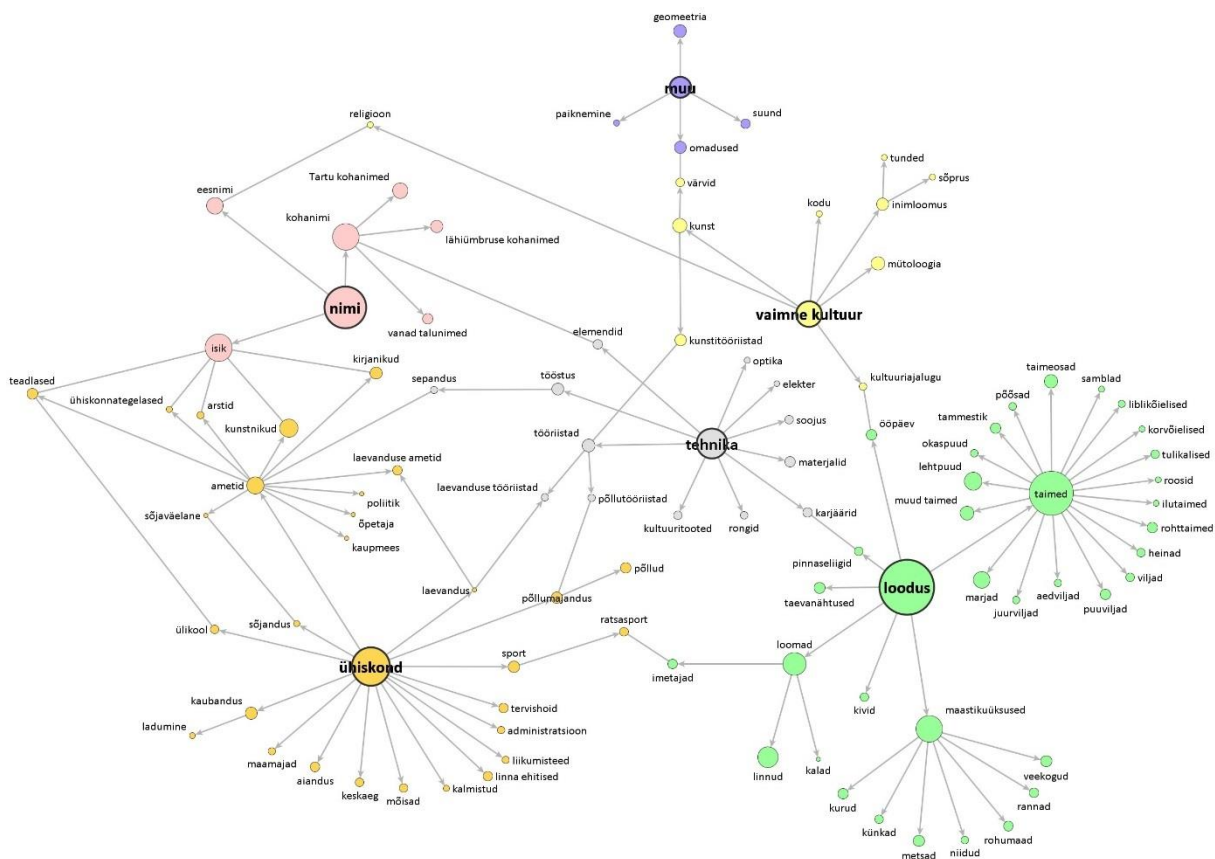 geometria
muu
paiknemine
suund
omadused
religioon
värvid
kunst
eesnimi
Tartu kohanimed
kohanimi
lähiümbruse kohanimed
nimi
vanad talunimed
tunded
sõprus
kodu
inimloomus
mütoloogia
vaimne kultuur
kunstitööriistad
kultuuriajalugu
ööpäev
isik
kirjanikud
teadlased
ühiskonnategelased
arstid
kunstnikud
ametid
sepandus
tööstus
elemendid
optika
elekter
soojus
materjalid
tehnika
tööriistad
laevanduse ametid
laevanduse tööriistad
põllutööriistad
kultuuritooted
rongid
karjäärid
poliitik
õpetaja
kaupmees
sõjaväelane
taimeosad
samblad
põõsad
liblikõielised
tammestik
korvõielised
okaspuud
tulikalised
lehtpuud
roosid
taimed
ilutaimed
muud taimed
rohttaimed
heinad
viljad
marjad
juurviljad
aedviljad
puuviljad
pinnaseliigid
taevanähtused
loodus
laevandus
põllud
põllumajandus
ratsasport
sport
ülikool
sõjandus
ühiskond
imetajad
loomad
kivid
linnud
kalad
maastikuüksused
kaubandus
ladumine
maamajad
aiandus
keskaeg
mõisad
kalmistud
linna ehitised
liikumisteed
administratsioon
tervishoid
kurud
künkad
metsad
niidud
rohumaad
rannad
veekogud